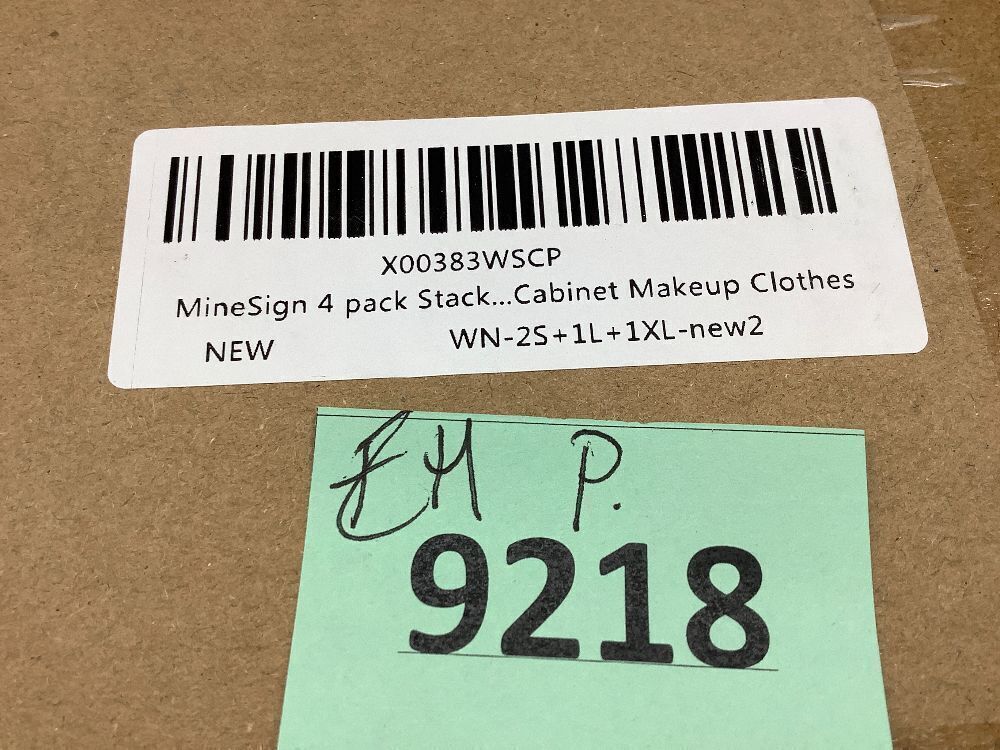 X00383WSCP
MineSign 4 pack Stack...Cabinet Makeup Clothes
NEW WN-2S+1L+1XL-new2
EH P.
9218